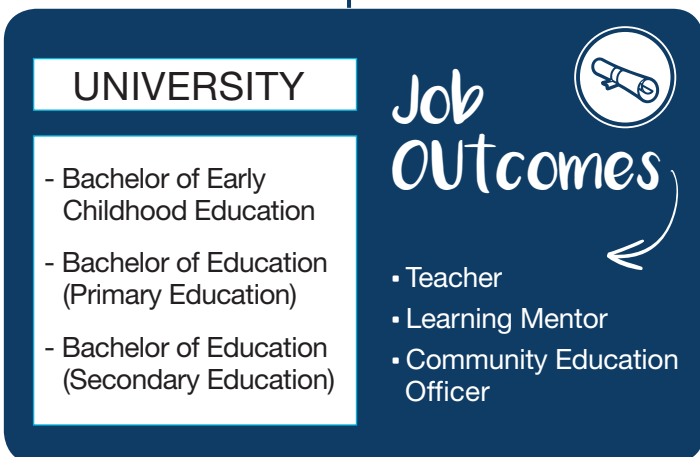 UNIVERSITY
- Bachelor of Early
Childhood Education
- Bachelor of Education
(Primary Education)
- Bachelor of Education
(Secondary Education)
Job
OUtcomes
▪ Teacher
▪ Learning Mentor
▪ Community Education
Officer